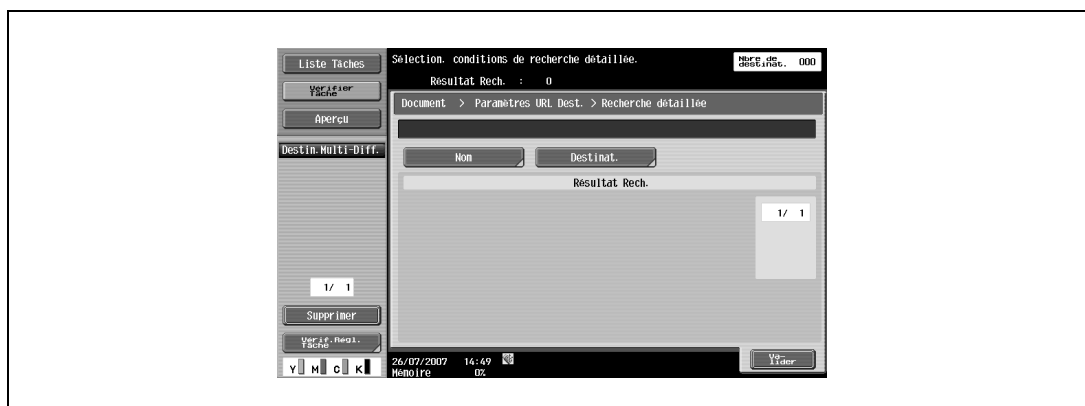 Liste Tâches
Vérifier
Tâche
Aperçu
Destin.Multi-Diff.
1/ 1
Supprimer
Vérif.Régl.
Tâche
Y M C K
Sélection. conditions de recherche détaillée.
Résultat Rech. : 0
Nbre de
destinat. 000
Document > Paramètres URL Dest. > Recherche détaillée
Nom
Destinat.
Résultat Rech.
1/ 1
26/07/2007 14:49
Mémoire 0%
Va-
lider